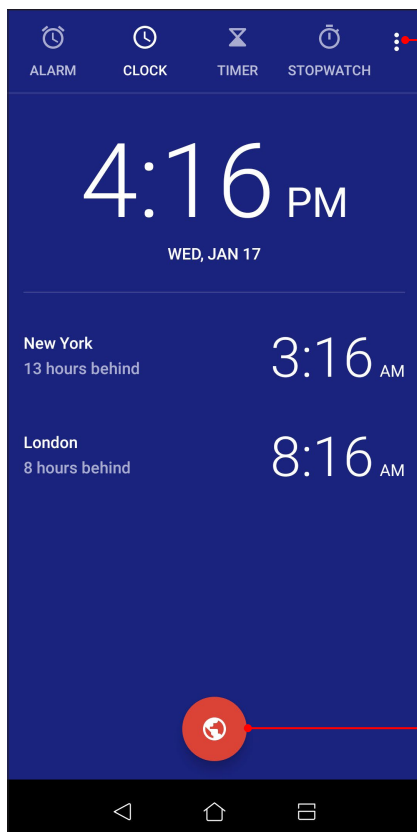 ALARM CLOCK TIMER STOPWATCH
4:16 PM
WED, JAN 17
New York
13 hours behind
3:16 AM
London
8 hours behind
8:16 AM